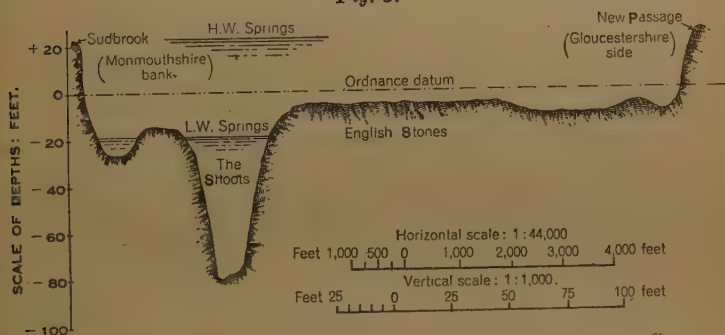 Fig. 3.
H.W. Springs
New Passage
(Gloucestershire)
side
+ 20
Sudbrook
(Monmouthshire)
bank.
Ordnance datum
0
L.W. Springs
English Stones
- 20
The
Shoots
- 40
SCALE OF DEPTHS: FEET.
- 60
Horizontal scale: 1:44,000
Feet 1,000 500 0 1,000 2,000 3,000 4,000 feet
- 80
Vertical scale: 1:1,000.
Feet 25 0 25 50 75 100 feet
- 100